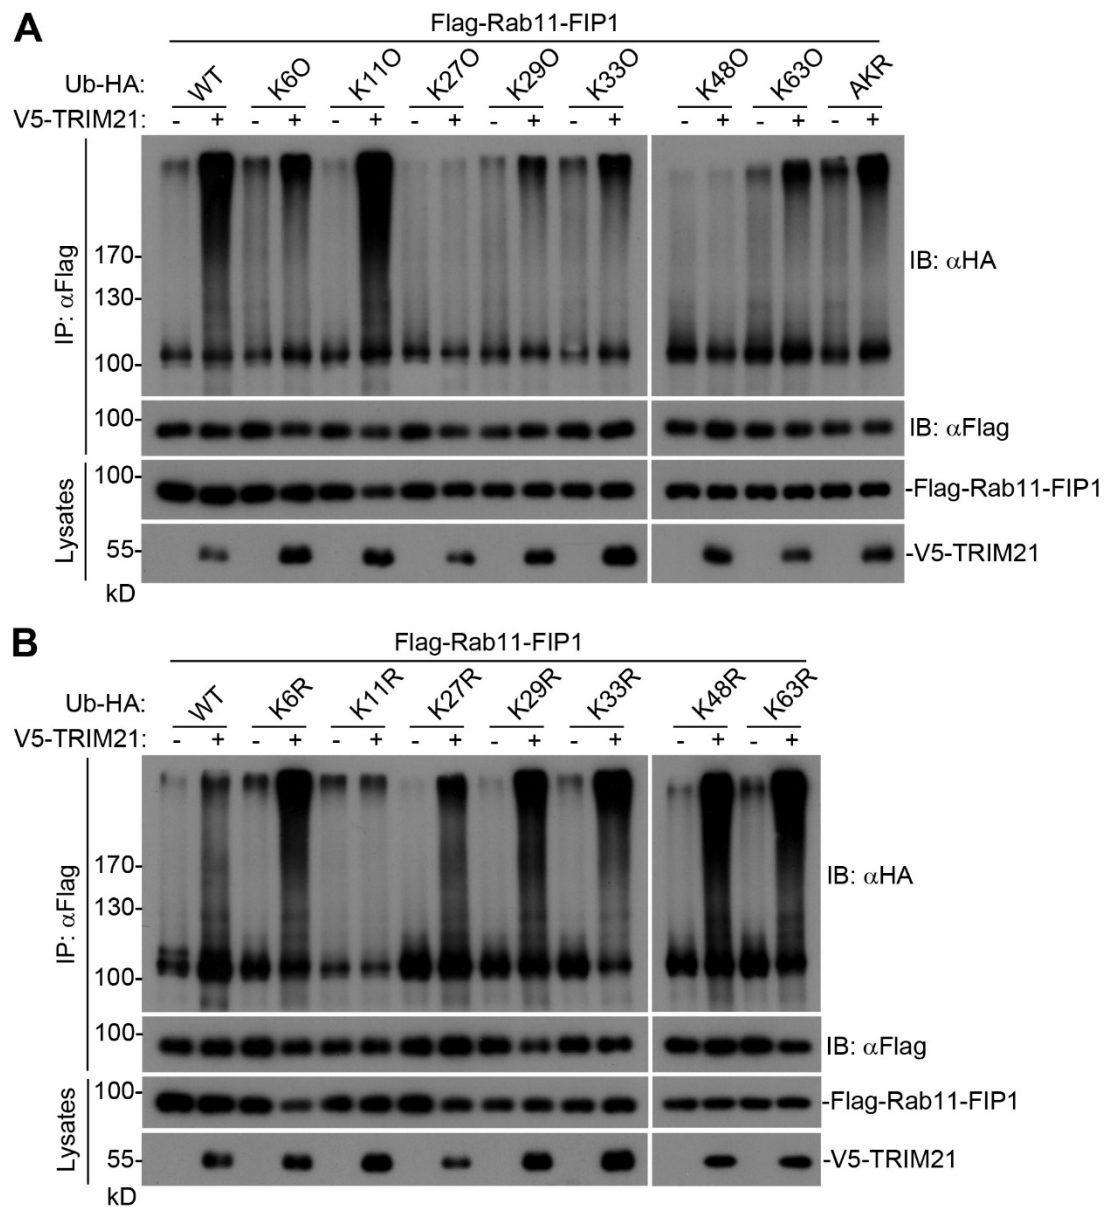 A
Flag-Rab11-FIP1
Ub-HA: WT K6O K11O K27O K29O K33O K48O K63O AKR
V5-TRIM21: - + - + - + - + - + - + - + - + - +
IP: αFlag
170-
130-
100-
IB: αHA
100-
IB: αFlag
Lysates
100-
-Flag-Rab11-FIP1
55-
-V5-TRIM21
kD
B
Flag-Rab11-FIP1
Ub-HA: WT K6R K11R K27R K29R K33R K48R K63R
V5-TRIM21: - + - + - + - + - + - + - + - +
IP: αFlag
170-
130-
100-
IB: αHA
100-
IB: αFlag
Lysates
100-
-Flag-Rab11-FIP1
55-
-V5-TRIM21
kD